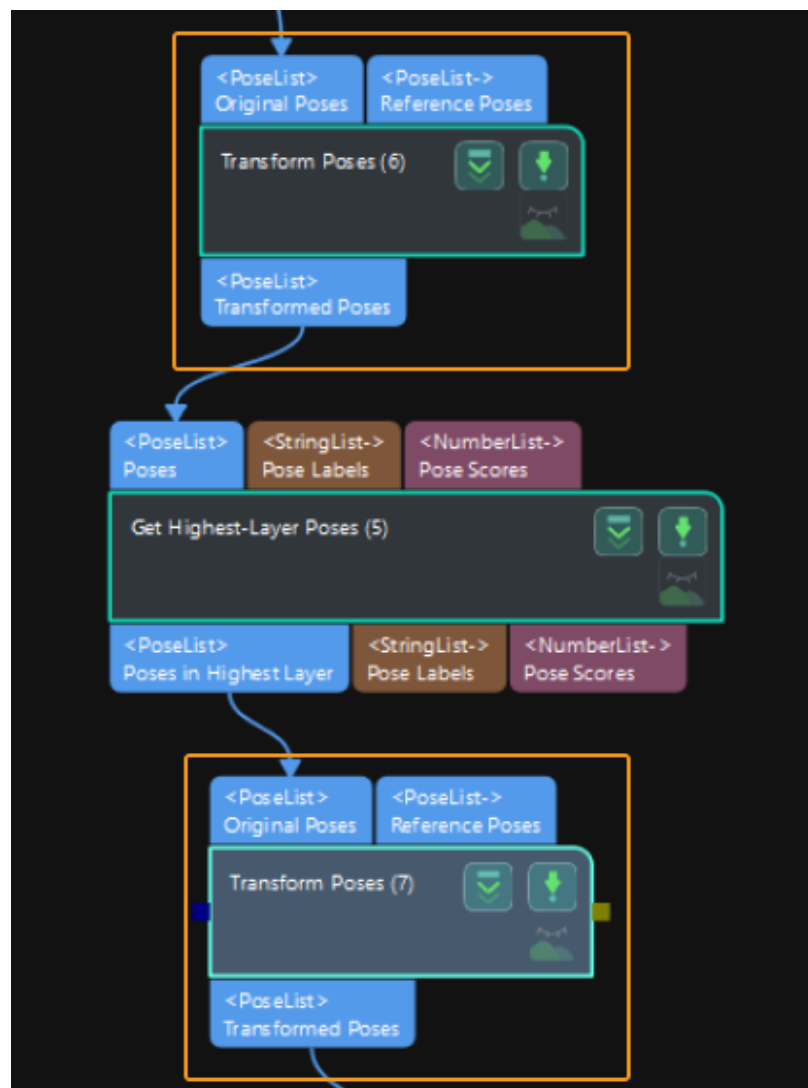 <PoseList>
Original Poses
<PoseList->
Reference Poses
Transform Poses (6)
<PoseList>
Transformed Poses
<PoseList>
Poses
<StringList->
Pose Labels
<NumberList->
Pose Scores
Get Highest-Layer Poses (5)
<PoseList>
Poses in Highest Layer
<StringList->
Pose Labels
<NumberList->
Pose Scores
<PoseList>
Original Poses
<PoseList->
Reference Poses
Transform Poses (7)
<PoseList>
Transformed Poses